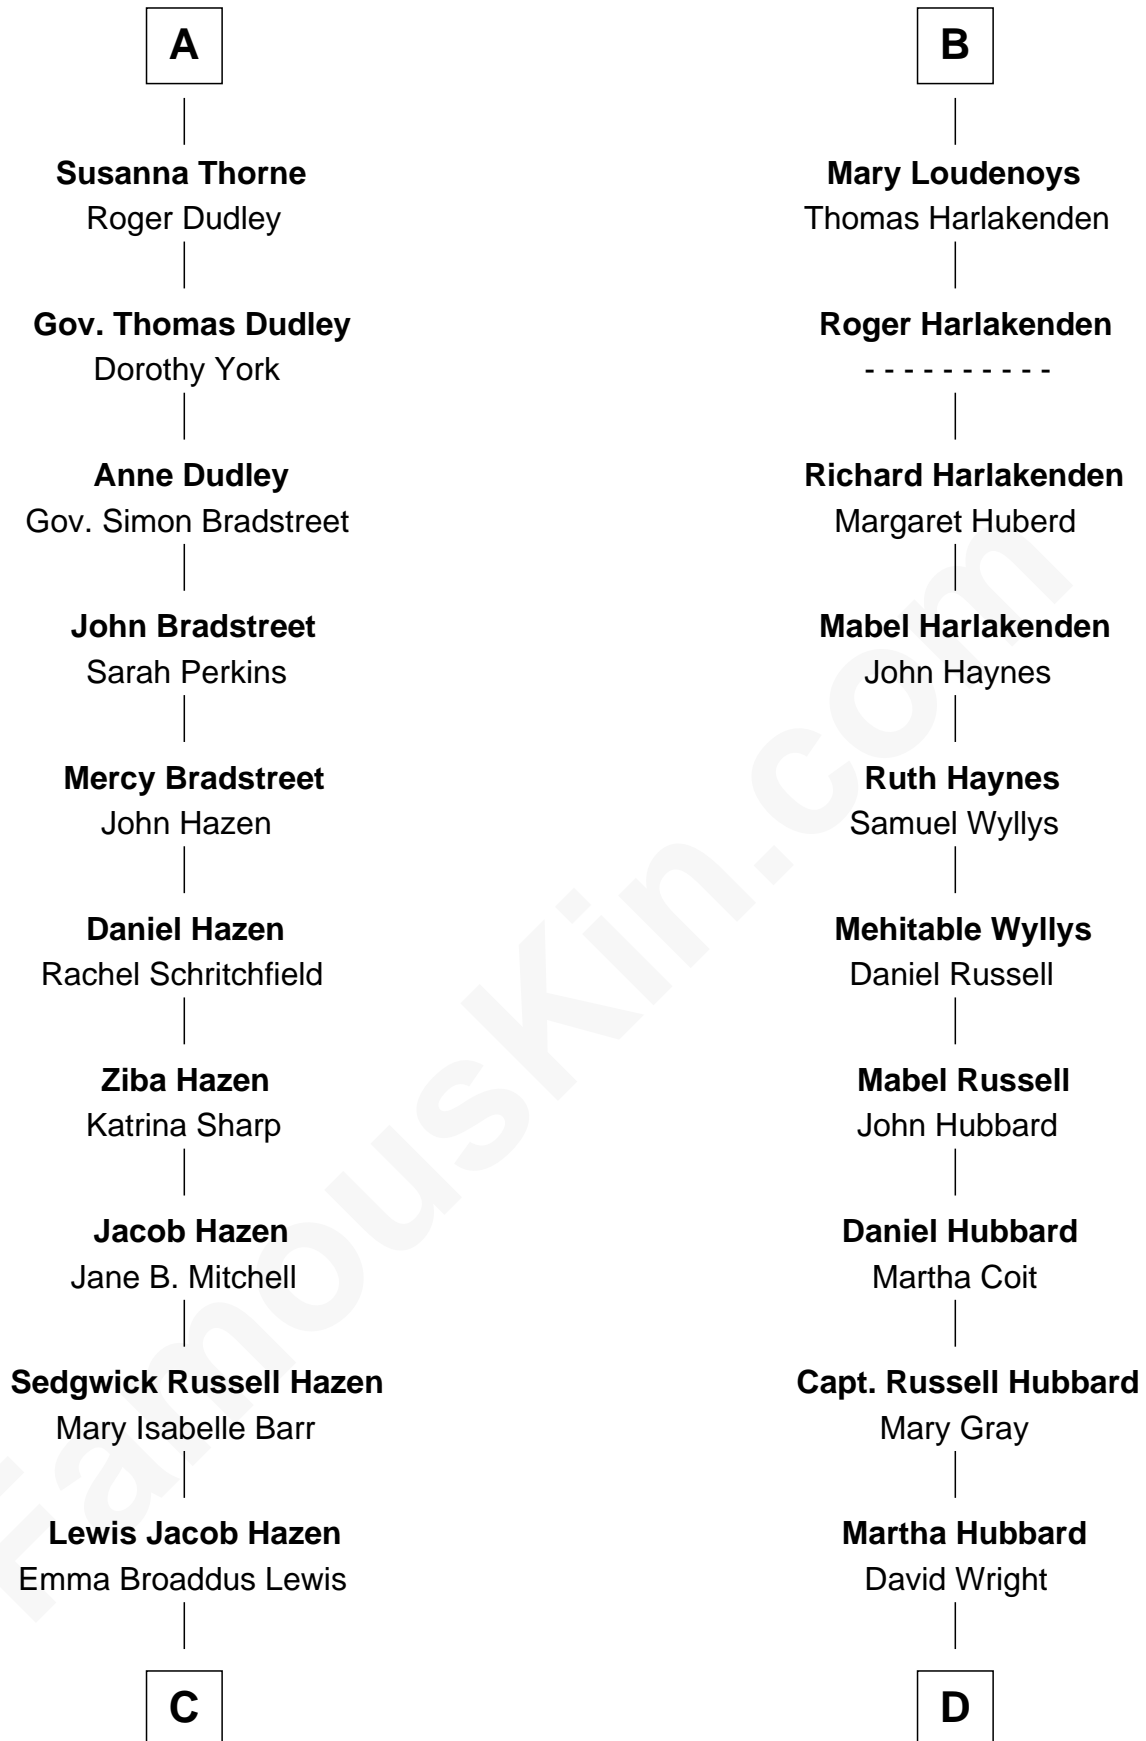 A
Susanna Thorne
Roger Dudley
Gov. Thomas Dudley
Dorothy York
Anne Dudley
Gov. Simon Bradstreet
John Bradstreet
Sarah Perkins
Mercy Bradstreet
John Hazen
Daniel Hazen
Rachel Schritchfield
Ziba Hazen
Katrina Sharp
Jacob Hazen
Jane B. Mitchell
Sedgwick Russell Hazen
Mary Isabelle Barr
Lewis Jacob Hazen
Emma Broaddus Lewis
C
B
Mary Loudenoys
Thomas Harlakenden
Roger Harlakenden
- - - - - - - - - -
Richard Harlakenden
Margaret Huberd
Mabel Harlakenden
John Haynes
Ruth Haynes
Samuel Wyllys
Mehitable Wyllys
Daniel Russell
Mabel Russell
John Hubbard
Daniel Hubbard
Martha Coit
Capt. Russell Hubbard
Mary Gray
Martha Hubbard
David Wright
D
FamousKin.com